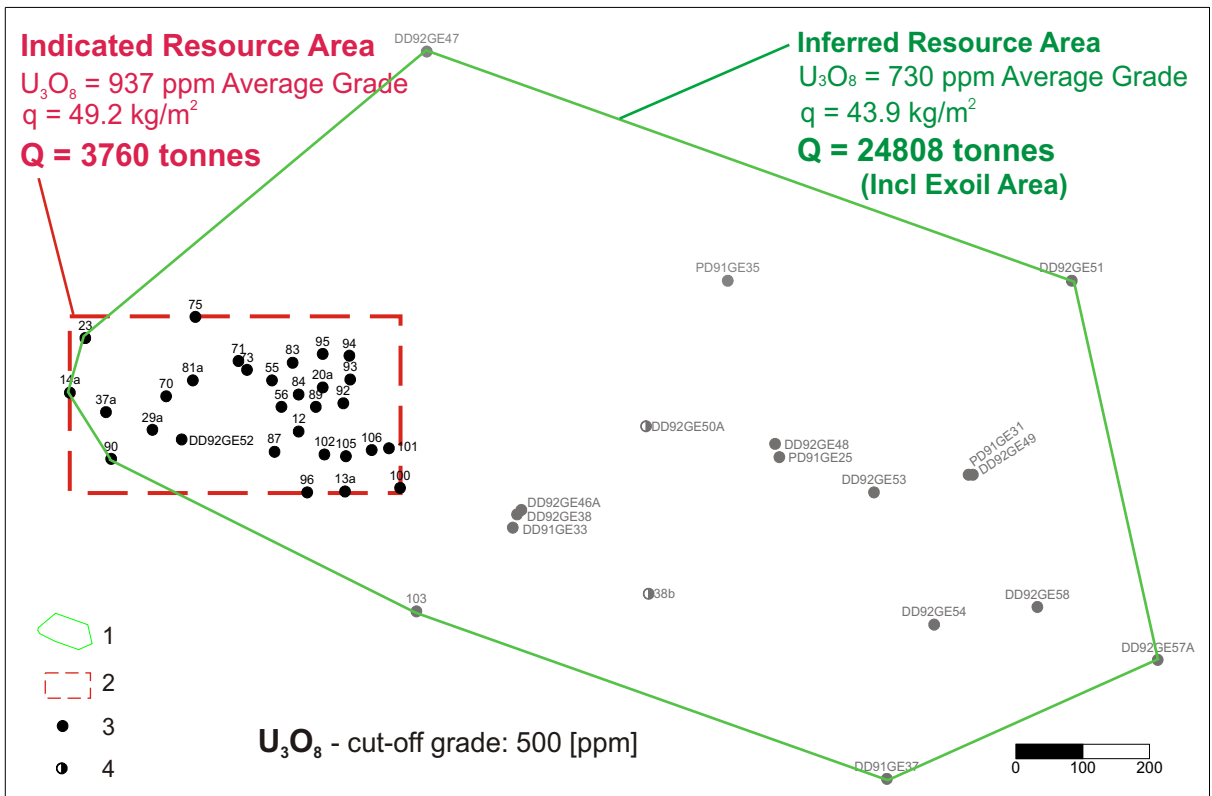 Indicated Resource Area
U₃O₈ = 937 ppm Average Grade
q = 49.2 kg/m²
Q = 3760 tonnes
DD92GE47
Inferred Resource Area
U₃O₈ = 730 ppm Average Grade
q = 43.9 kg/m²
Q = 24808 tonnes
(Incl Exoil Area)
PD91GE35
DD92GE51
75
23
71
73
83
95
94
81a
55
20a
93
14a
70
84
37a
56
89
92
29a
12
DD92GE52
90
87
102
105
106
101
96
13a
100
DD92GE50A
DD92GE48
PD91GE25
PD91GE31
DD92GE49
DD92GE53
DD92GE46A
DD92GE38
DD91GE33
38b
103
DD92GE58
DD92GE54
DD92GE57A
DD91GE37
1
2
3
4
U₃O₈ - cut-off grade: 500 [ppm]
0 100 200